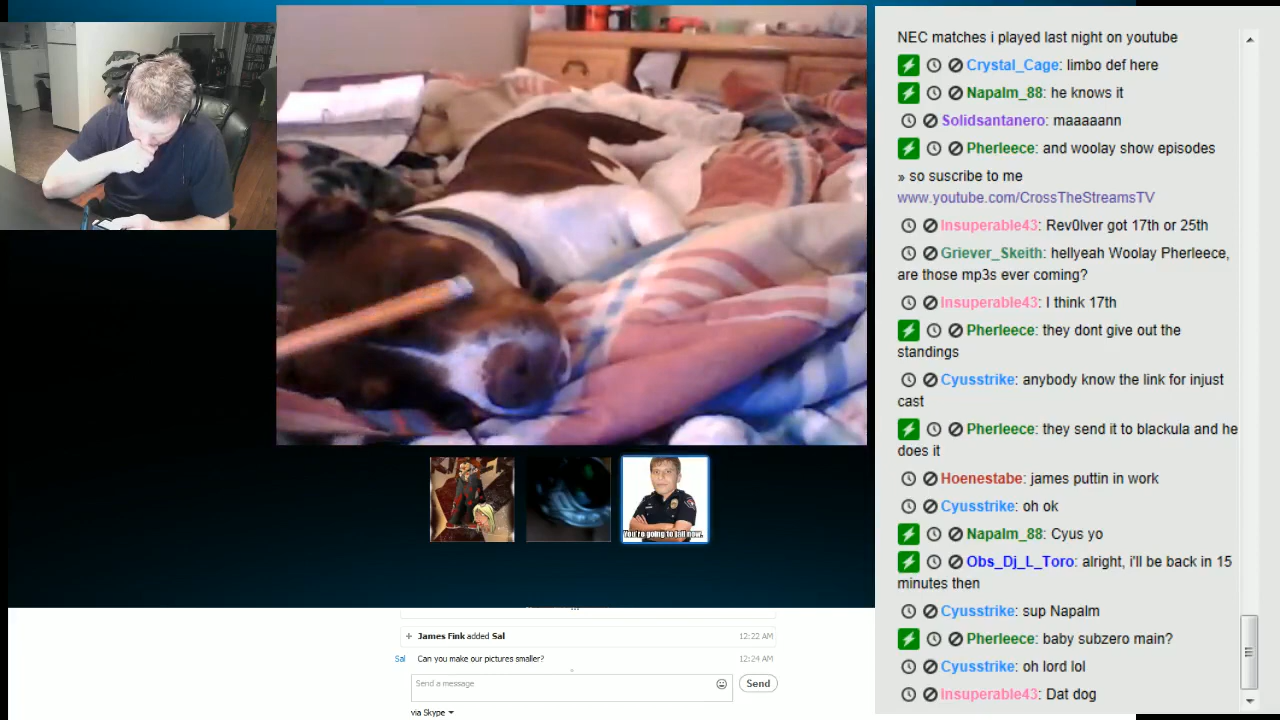 NEC matches i played last night on youtube
Crystal_Cage: limbo def here
Napalm_88: he knows it
Solidsantanero: maaaaann
Pherleece: and woolay show episodes
» so suscribe to me
www.youtube.com/CrossTheStreamsTV
Insuperable43: Rev0lver got 17th or 25th
Griever_Skeith: hellyeah Woolay Pherleece,
are those mp3s ever coming?
Insuperable43: I think 17th
Pherleece: they dont give out the
standings
Cyusstrike: anybody know the link for injust
cast
Pherleece: they send it to blackula and he
does it
Hoenestabe: james puttin in work
Cyusstrike: oh ok
Napalm_88: Cyus yo
Obs_Dj_L_Toro: alright, i'll be back in 15
minutes then
Cyusstrike: sup Napalm
Pherleece: baby subzero main?
Cyusstrike: oh lord lol
Insuperable43: Dat dog
You're going to jail now.
James Fink added Sal 12:22 AM
Sal Can you make our pictures smaller? 12:24 AM
Send a message Send
via Skype